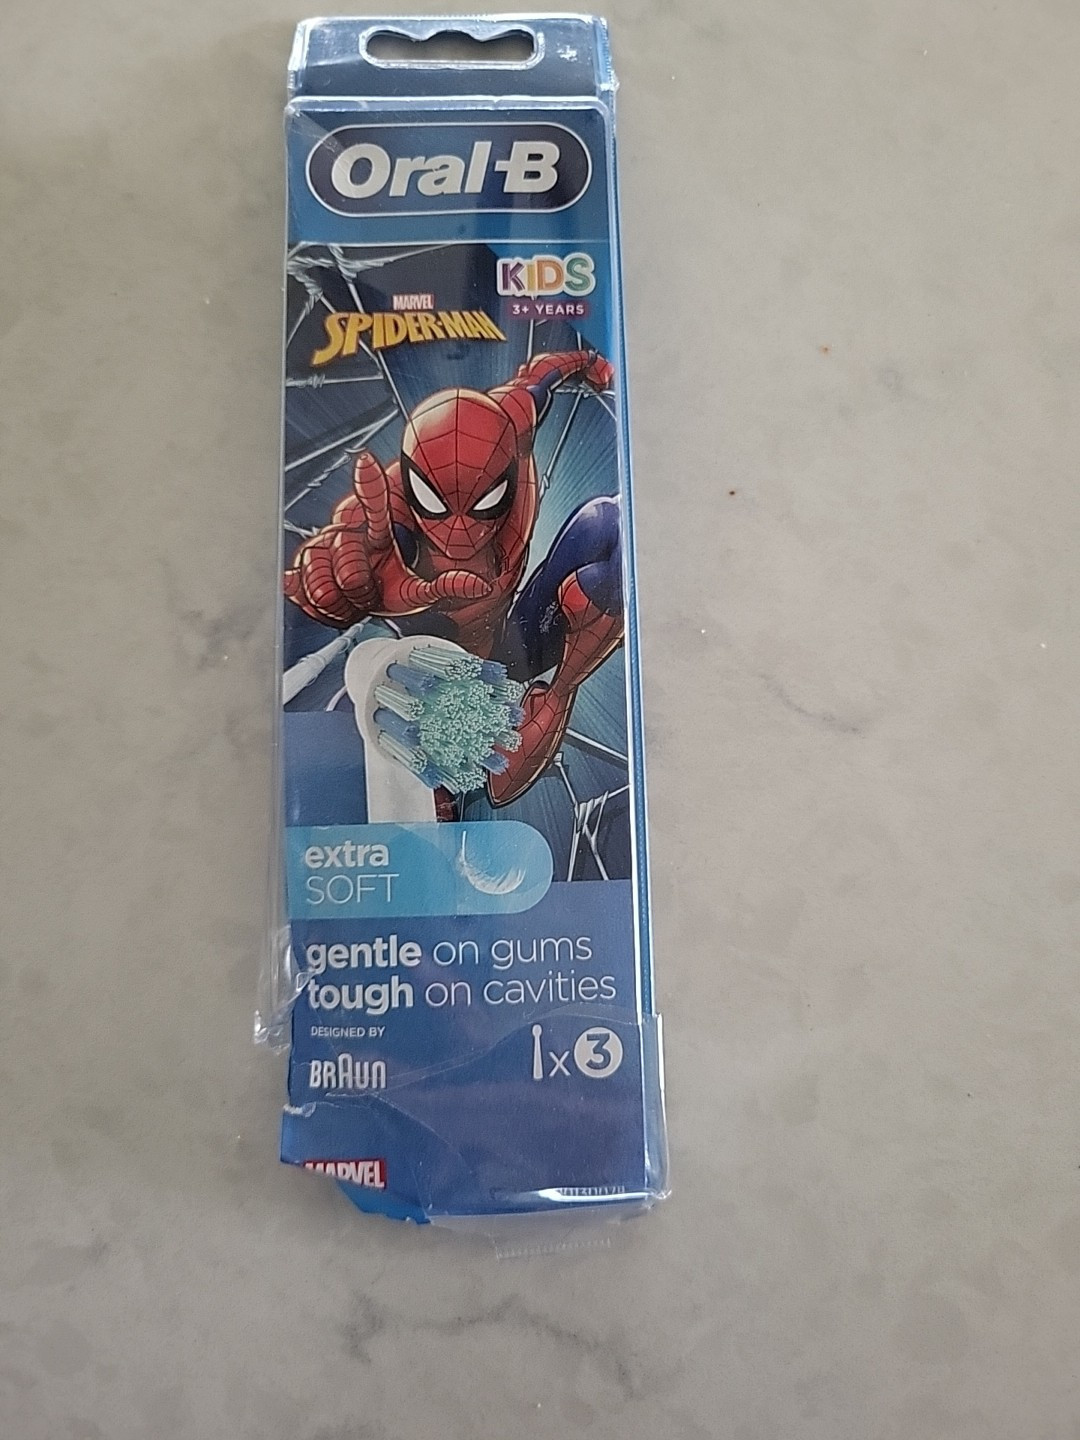 Oral-B
KIDS
3+ YEARS
MARVEL
SPIDER-MAN
extra
SOFT
gentle on gums
tough on cavities
DESIGNED BY
BRAUN
x 3
MARVEL